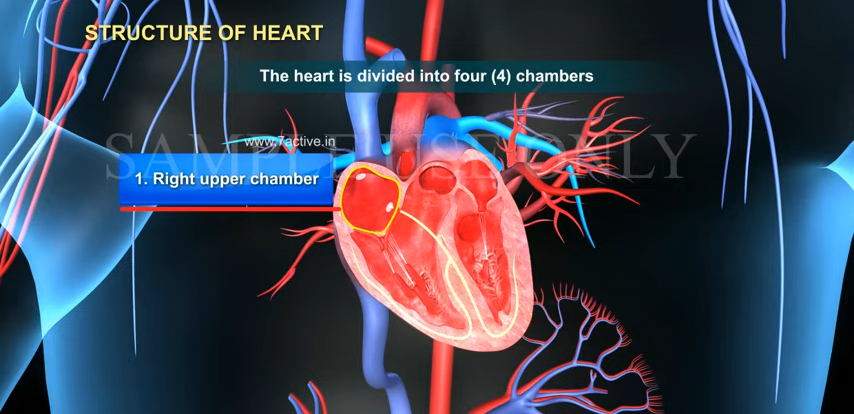 STRUCTURE OF HEART
The heart is divided into four (4) chambers
www.7active.in
SAMPLE USE ONLY
1. Right upper chamber